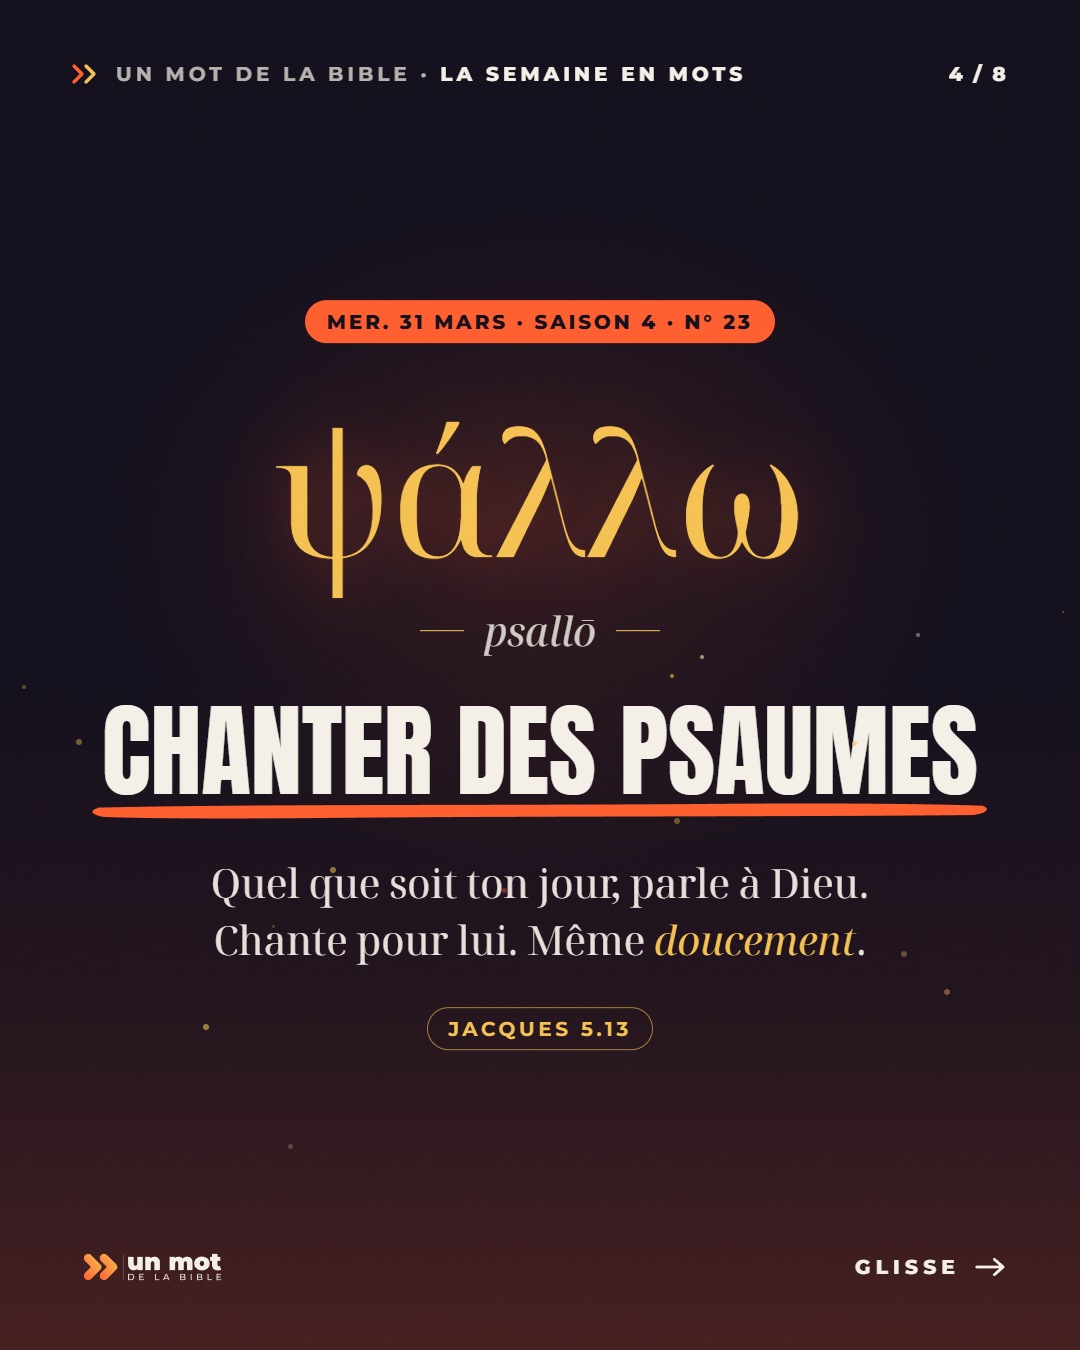 UN MOT DE LA BIBLE · LA SEMAINE EN MOTS
4 / 8
MER. 31 MARS · SAISON 4 · N° 23
ψάλλω
psallō
CHANTER DES PSAUMES
Quel que soit ton jour, parle à Dieu.
Chante pour lui. Même doucement.
JACQUES 5.13
un mot
DE LA BIBLE
GLISSE →